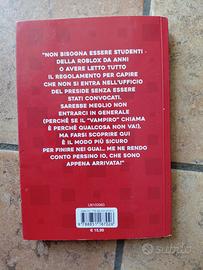 "NON BISOGNA ESSERE STUDENTI
DELLA ROBLOX DA ANNI
O AVERE LETTO TUTTO
IL REGOLAMENTO PER CAPIRE
CHE NON SI ENTRA NELL'UFFICIO
DEL PRESIDE SENZA ESSERE
STATI CONVOCATI.
SAREBBE MEGLIO NON
ENTRARCI IN GENERALE
(PERCHÉ SE IL "VAMPIRO" CHIAMA
È PERCHÉ QUALCOSA NON VA!).
MA FARSI SCOPRIRE QUI
È IL MODO PIÙ SICURO
PER FINIRE NEI GUAI... ME NE RENDO
CONTO PERSINO IO, CHE SONO
APPENA ARRIVATA!"
€ 15,90
Subito